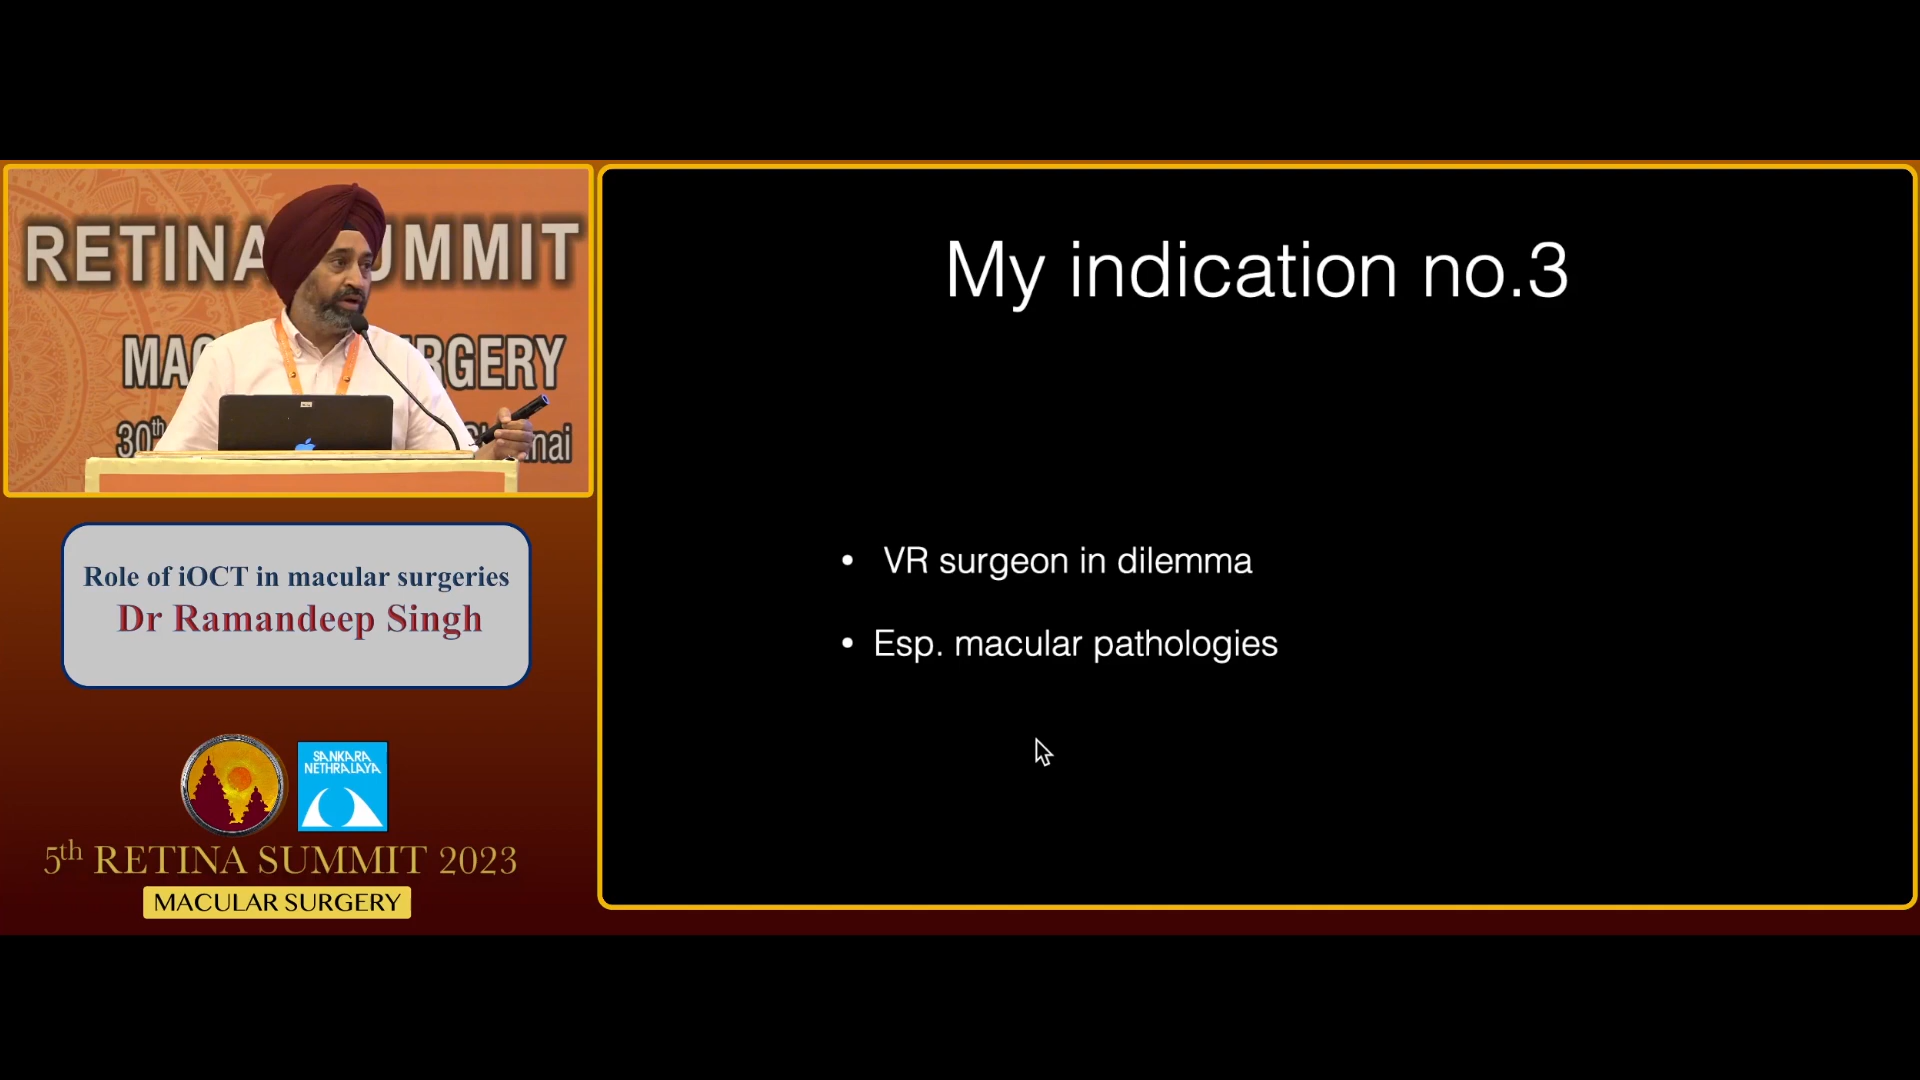 RETINA SUMMIT
MACULAR SURGERY
30th
nai
Role of iOCT in macular surgeries
Dr Ramandeep Singh
SANKARA
NETHRALAYA
5th RETINA SUMMIT 2023
MACULAR SURGERY
My indication no.3
• VR surgeon in dilemma
• Esp. macular pathologies